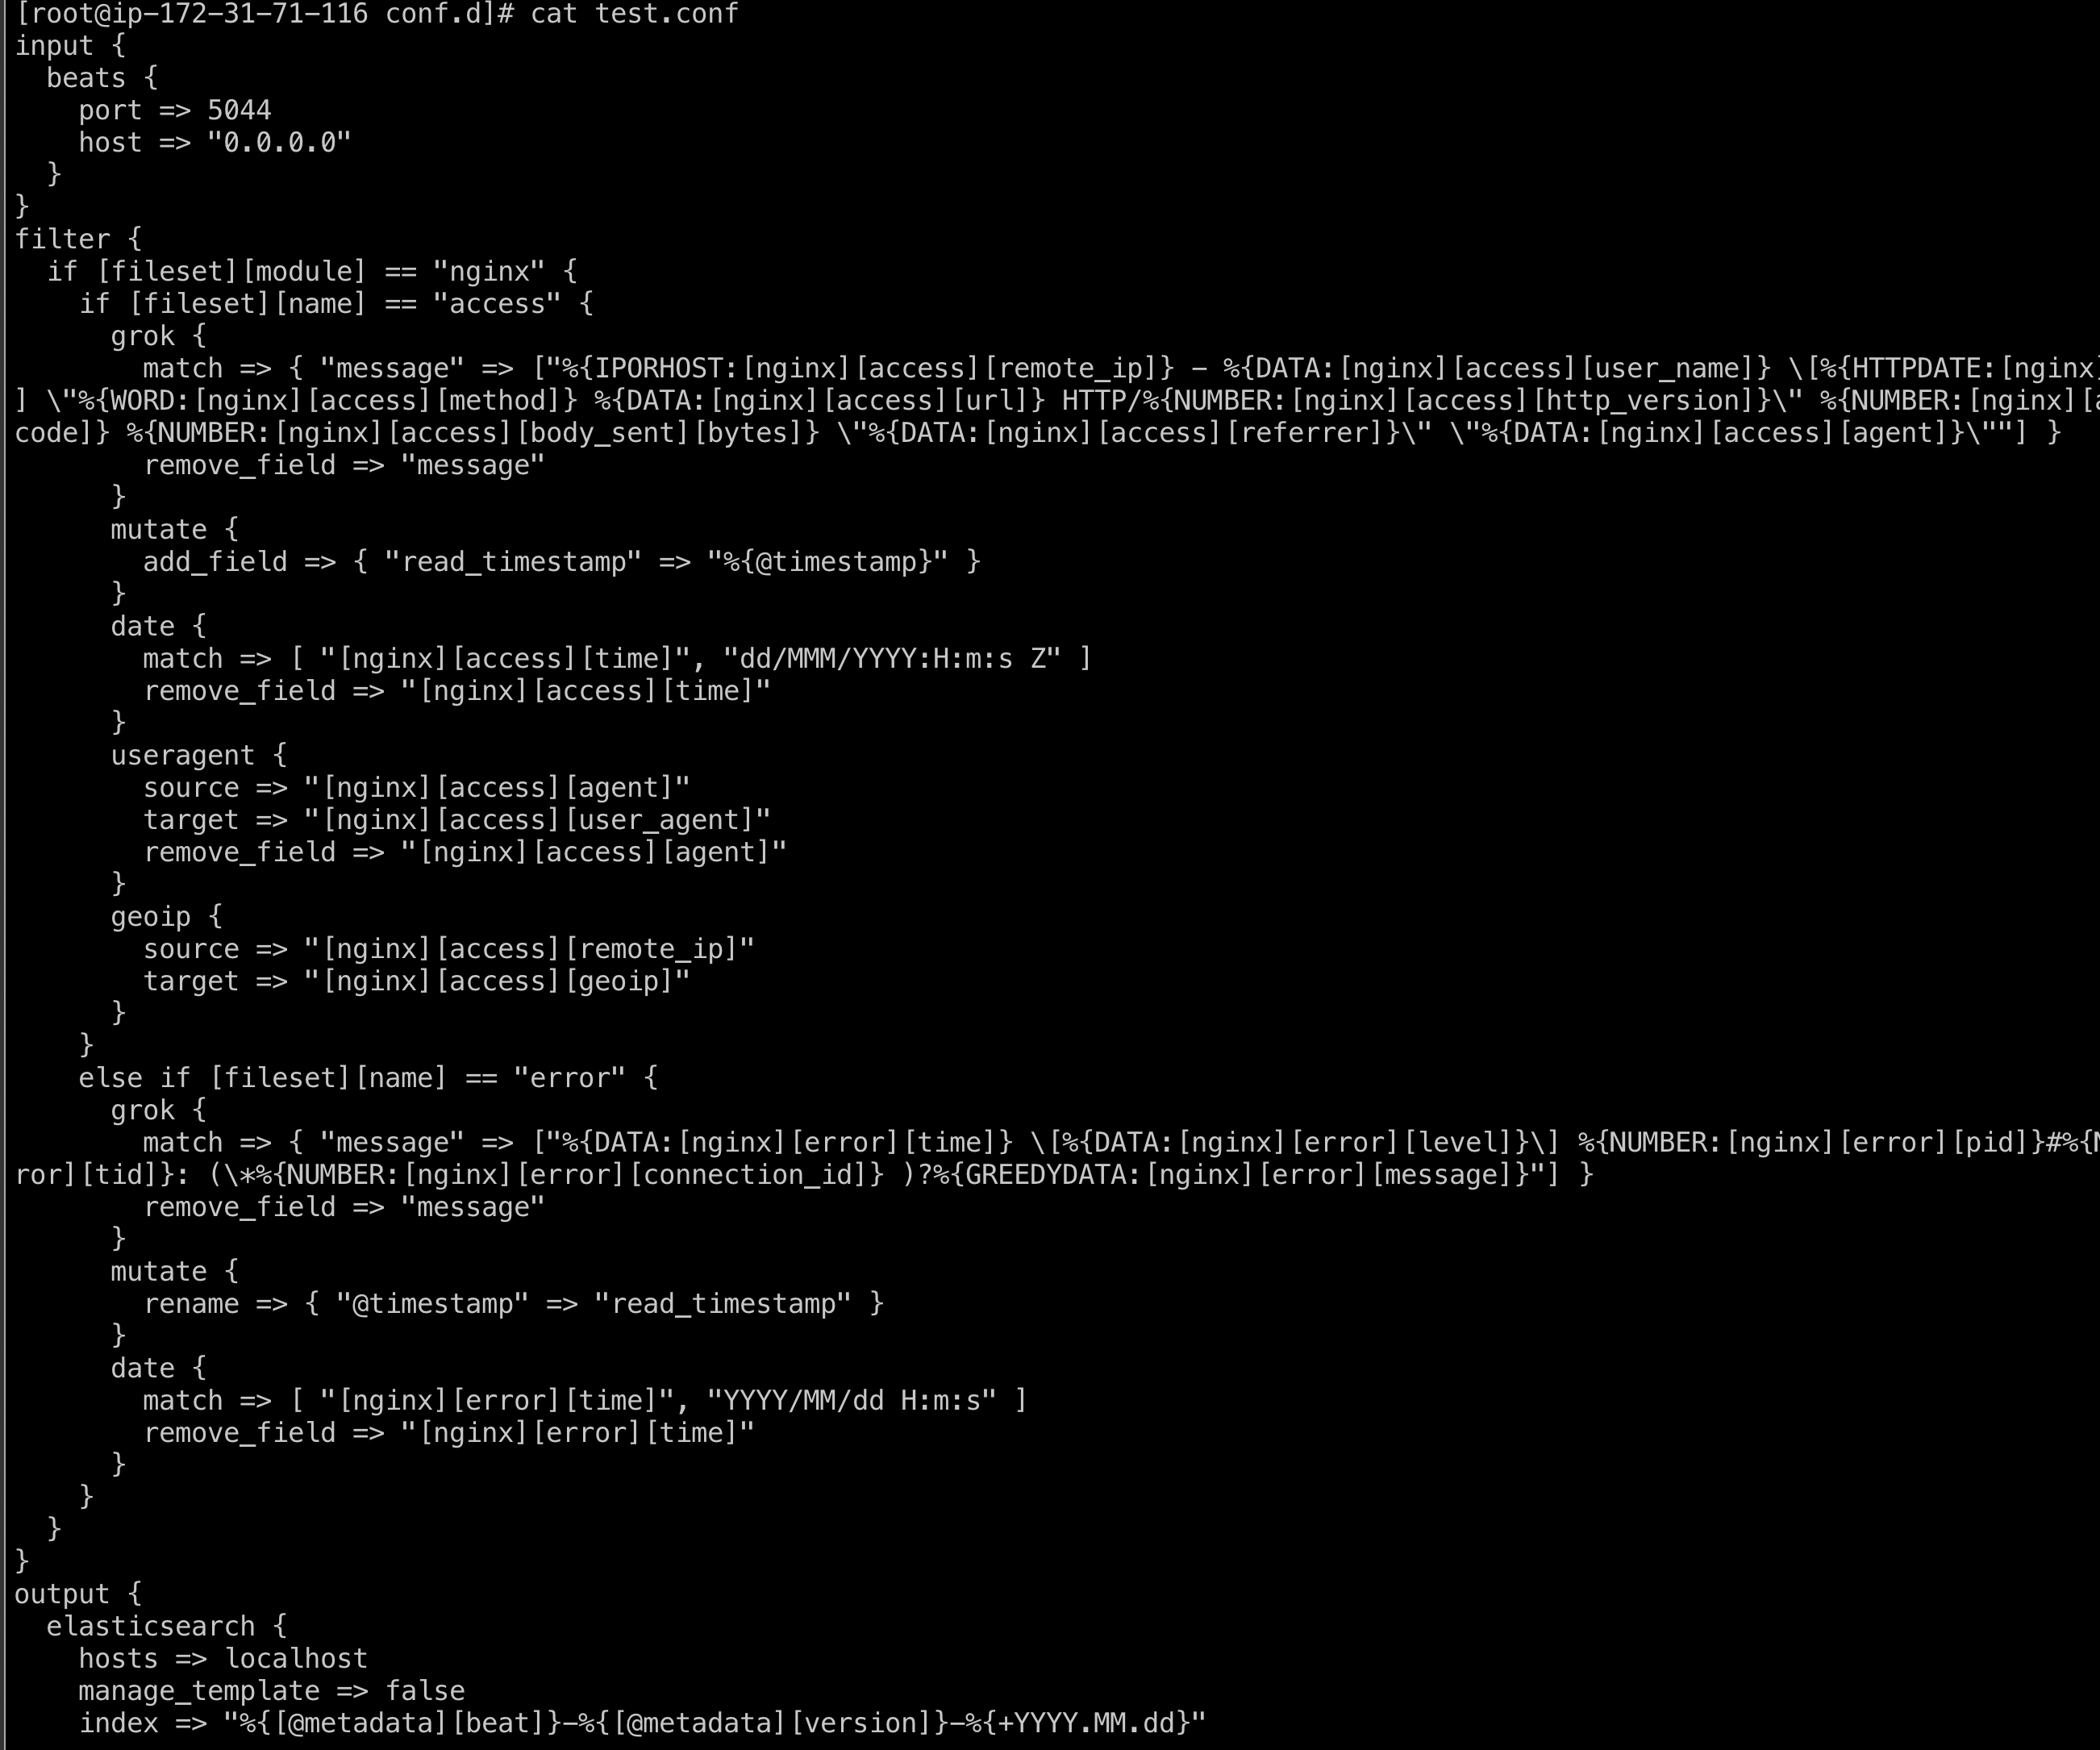 [root@ip-172-31-71-116 conf.d]# cat test.conf
input {
  beats {
    port => 5044
    host => "0.0.0.0"
  }
}
filter {
  if [fileset][module] == "nginx" {
    if [fileset][name] == "access" {
      grok {
        match => { "message" => ["%{IPORHOST:[nginx][access][remote_ip]} - %{DATA:[nginx][access][user_name]} \[%{HTTPDATE:[nginx]
] \"%{WORD:[nginx][access][method]} %{DATA:[nginx][access][url]} HTTP/%{NUMBER:[nginx][access][http_version]}\" %{NUMBER:[nginx][a
code]} %{NUMBER:[nginx][access][body_sent][bytes]} \"%{DATA:[nginx][access][referrer]}\" \"%{DATA:[nginx][access][agent]}\""] }
        remove_field => "message"
      }
      mutate {
        add_field => { "read_timestamp" => "%{@timestamp}" }
      }
      date {
        match => [ "[nginx][access][time]", "dd/MMM/YYYY:H:m:s Z" ]
        remove_field => "[nginx][access][time]"
      }
      useragent {
        source => "[nginx][access][agent]"
        target => "[nginx][access][user_agent]"
        remove_field => "[nginx][access][agent]"
      }
      geoip {
        source => "[nginx][access][remote_ip]"
        target => "[nginx][access][geoip]"
      }
    }
    else if [fileset][name] == "error" {
      grok {
        match => { "message" => ["%{DATA:[nginx][error][time]} \[%{DATA:[nginx][error][level]}\] %{NUMBER:[nginx][error][pid]}#%{N
ror][tid]}: (\*%{NUMBER:[nginx][error][connection_id]} )?%{GREEDYDATA:[nginx][error][message]}"] }
        remove_field => "message"
      }
      mutate {
        rename => { "@timestamp" => "read_timestamp" }
      }
      date {
        match => [ "[nginx][error][time]", "YYYY/MM/dd H:m:s" ]
        remove_field => "[nginx][error][time]"
      }
    }
  }
}
output {
  elasticsearch {
    hosts => localhost
    manage_template => false
    index => "%{[@metadata][beat]}-%{[@metadata][version]}-%{+YYYY.MM.dd}"